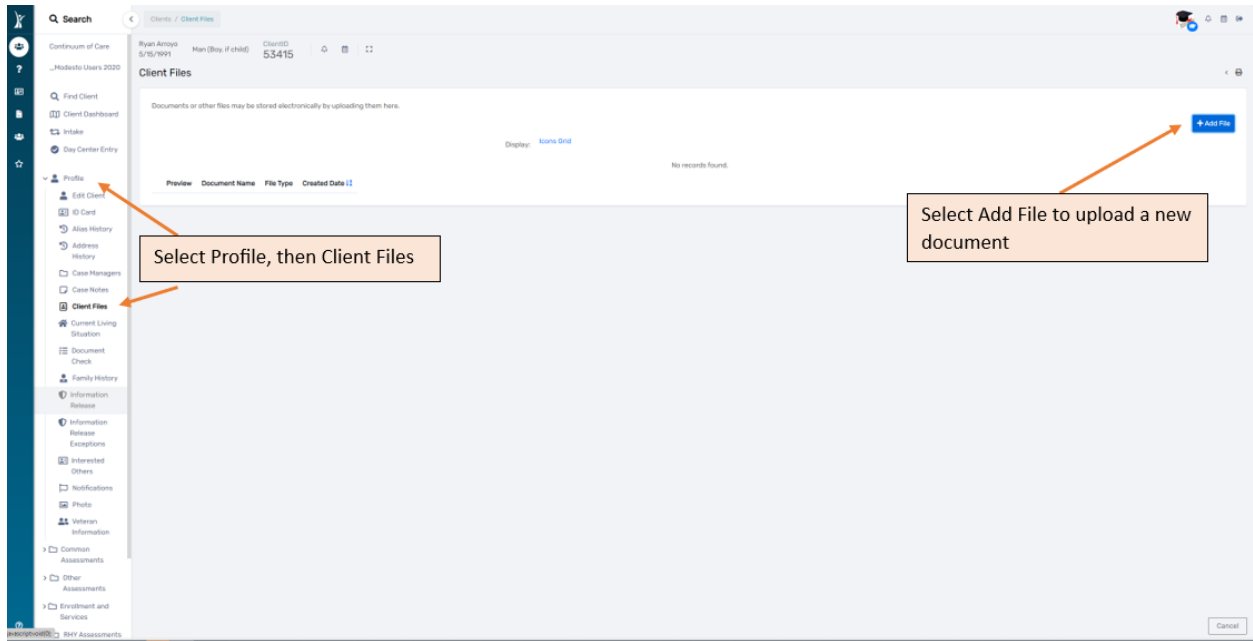 Search
Clients / Client Files
Continuum of Care
_Modesto Users 2020
Ryan Arroyo
5/15/1991
Man (Boy, if child)
ClientID
53415
Client Files
Find Client
Client Dashboard
Intake
Day Center Entry
Profile
Edit Client
ID Card
Alias History
Address
History
Case Managers
Case Notes
Client Files
Current Living
Situation
Document
Check
Family History
Information
Release
Information
Release
Exceptions
Interested
Others
Notifications
Photo
Veteran
Information
Common
Assessments
Other
Assessments
Enrollment and
Services
RHY Assessments
Documents or other files may be stored electronically by uploading them here.
+ Add File
Display: Icons Grid
No records found.
Preview Document Name File Type Created Date
Select Profile, then Client Files
Select Add File to upload a new
document
Cancel